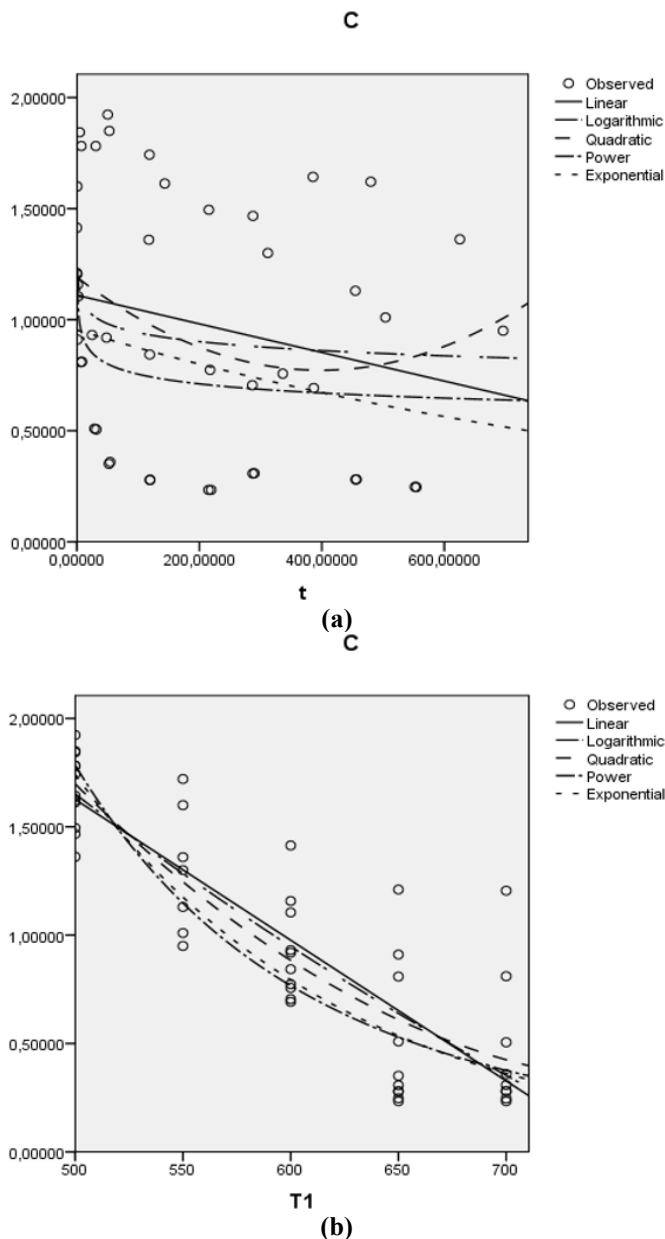 C
2,00000
1,50000
1,00000
0,50000
0,00000
0,00000 200,00000 400,00000 600,00000
t
Observed
Linear
Logarithmic
Quadratic
Power
Exponential
(a)
C
2,00000
1,50000
1,00000
0,50000
0,00000
500 550 600 650 700
T1
Observed
Linear
Logarithmic
Quadratic
Power
Exponential
(b)